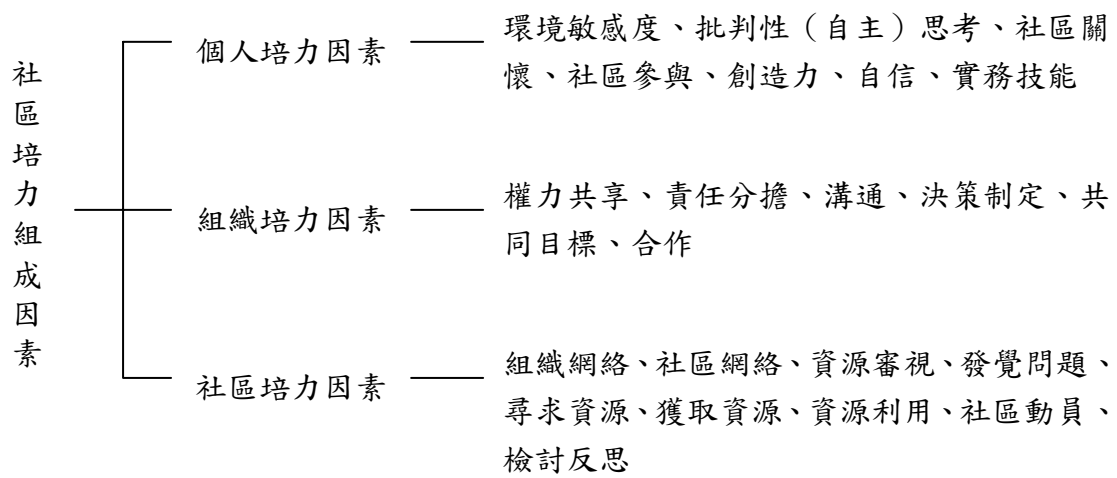 社區培力組成因素
個人培力因素
環境敏感度、批判性（自主）思考、社區關
懷、社區參與、創造力、自信、實務技能
組織培力因素
權力共享、責任分擔、溝通、決策制定、共
同目標、合作
社區培力因素
組織網絡、社區網絡、資源審視、發覺問題、
尋求資源、獲取資源、資源利用、社區動員、
檢討反思